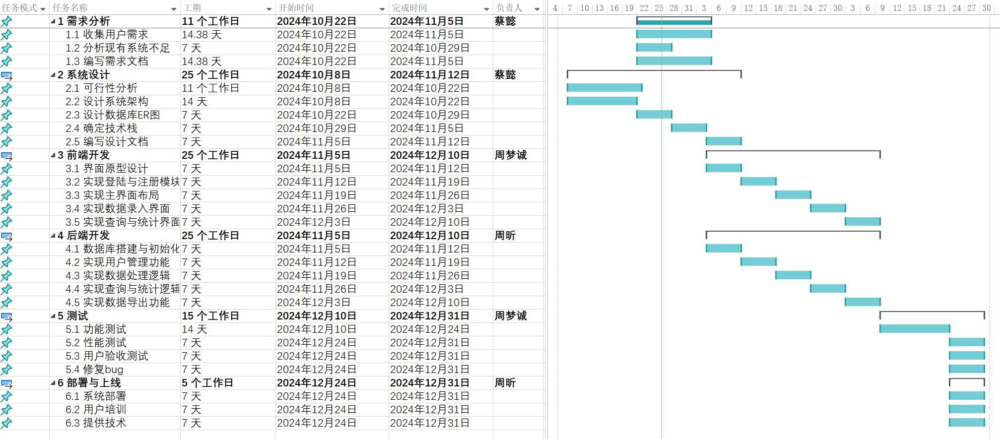 任务模式 任务名称 工期 开始时间 完成时间 负责人 4 7 10 13 16 19 22 25 28 31 3 6 9 12 15 18 21 24 27 30 3 6 9 12 15 18 21 24 27 30
1 需求分析 11 个工作日 2024年10月22日 2024年11月5日 蔡懿
1.1 收集用户需求 14.38 天 2024年10月22日 2024年11月5日
1.2 分析现有系统不足 7 天 2024年10月22日 2024年10月29日
1.3 编写需求文档 14.38 天 2024年10月22日 2024年11月5日
2 系统设计 25 个工作日 2024年10月8日 2024年11月12日 蔡懿
2.1 可行性分析 11 个工作日 2024年10月8日 2024年10月22日
2.2 设计系统架构 14 天 2024年10月8日 2024年10月22日
2.3 设计数据库ER图 7 天 2024年10月22日 2024年10月29日
2.4 确定技术栈 7 天 2024年10月29日 2024年11月5日
2.5 编写设计文档 7 天 2024年11月5日 2024年11月12日
3 前端开发 25 个工作日 2024年11月5日 2024年12月10日 周梦诚
3.1 界面原型设计 7 天 2024年11月5日 2024年11月12日
3.2 实现登陆与注册模块 7 天 2024年11月12日 2024年11月19日
3.3 实现主界面布局 7 天 2024年11月19日 2024年11月26日
3.4 实现数据录入界面 7 天 2024年11月26日 2024年12月3日
3.5 实现查询与统计界面 7 天 2024年12月3日 2024年12月10日
4 后端开发 25 个工作日 2024年11月5日 2024年12月10日 周昕
4.1 数据库搭建与初始化 7 天 2024年11月5日 2024年11月12日
4.2 实现用户管理功能 7 天 2024年11月12日 2024年11月19日
4.3 实现数据处理逻辑 7 天 2024年11月19日 2024年11月26日
4.4 实现查询与统计逻辑 7 天 2024年11月26日 2024年12月3日
4.5 实现数据导出功能 7 天 2024年12月3日 2024年12月10日
5 测试 15 个工作日 2024年12月10日 2024年12月31日 周梦诚
5.1 功能测试 14 天 2024年12月10日 2024年12月24日
5.2 性能测试 7 天 2024年12月24日 2024年12月31日
5.3 用户验收测试 7 天 2024年12月24日 2024年12月31日
5.4 修复bug 7 天 2024年12月24日 2024年12月31日
6 部署与上线 5 个工作日 2024年12月24日 2024年12月31日 周昕
6.1 系统部署 7 天 2024年12月24日 2024年12月31日
6.2 用户培训 7 天 2024年12月24日 2024年12月31日
6.3 提供技术 7 天 2024年12月24日 2024年12月31日